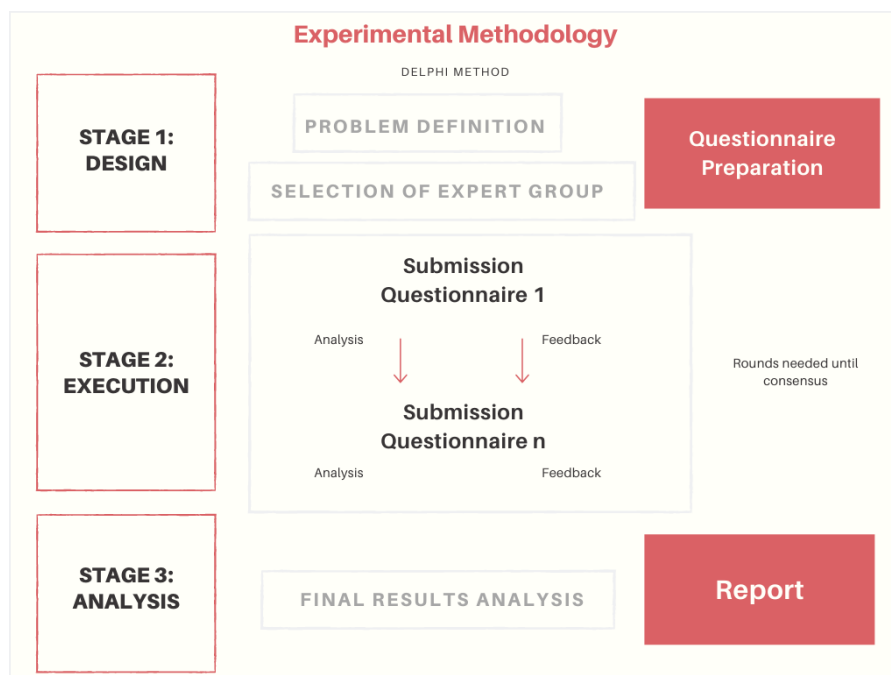 Experimental Methodology
DELPHI METHOD
STAGE 1:
DESIGN
PROBLEM DEFINITION
SELECTION OF EXPERT GROUP
Questionnaire
Preparation
STAGE 2:
EXECUTION
Submission
Questionnaire 1
Analysis
Feedback
Submission
Questionnaire n
Analysis
Feedback
Rounds needed until
consensus
STAGE 3:
ANALYSIS
FINAL RESULTS ANALYSIS
Report